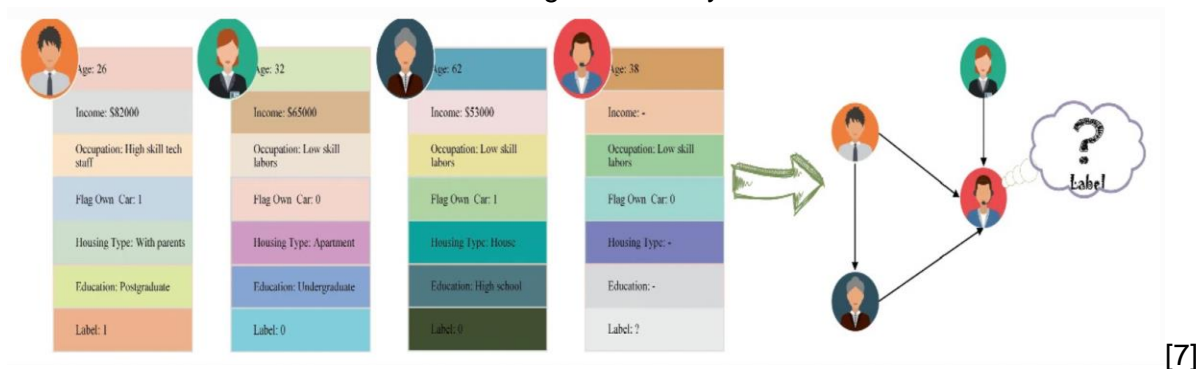 Age: 26
Income: $82000
Occupation: High skill tech
staff
Flag Own Car: 1
Housing Type: With parents
Education: Postgraduate
Label: 1
Age: 32
Income: $65000
Occupation: Low skill
labors
Flag Own Car: 0
Housing Type: Apartment
Education: Undergraduate
Label: 0
Age: 62
Income: $53000
Occupation: Low skill
labors
Flag Own Car: 1
Housing Type: House
Education: High school
Label: 0
Age: 38
Income: -
Occupation: Low skill
labors
Flag Own Car: 0
Housing Type: -
Education: -
Label: ?
?
Label
[7]